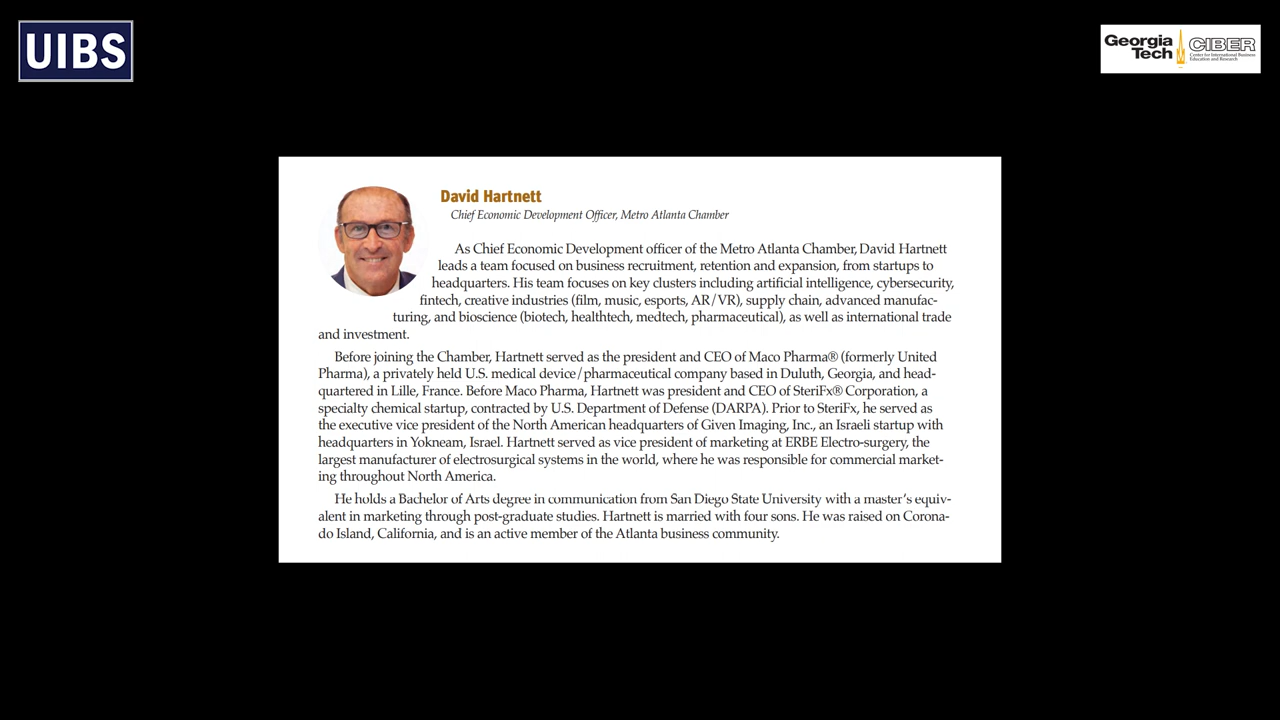 UIBS
Georgia
Tech
CIBER
Center for International Business
Education and Research
David Hartnett
Chief Economic Development Officer, Metro Atlanta Chamber
As Chief Economic Development officer of the Metro Atlanta Chamber, David Hartnett
leads a team focused on business recruitment, retention and expansion, from startups to
headquarters. His team focuses on key clusters including artificial intelligence, cybersecurity,
fintech, creative industries (film, music, esports, AR/VR), supply chain, advanced manufac-
turing, and bioscience (biotech, healthtech, medtech, pharmaceutical), as well as international trade
and investment.
Before joining the Chamber, Hartnett served as the president and CEO of Maco Pharma® (formerly United
Pharma), a privately held U.S. medical device/pharmaceutical company based in Duluth, Georgia, and head-
quartered in Lille, France. Before Maco Pharma, Hartnett was president and CEO of SteriFx® Corporation, a
specialty chemical startup, contracted by U.S. Department of Defense (DARPA). Prior to SteriFx, he served as
the executive vice president of the North American headquarters of Given Imaging, Inc., an Israeli startup with
headquarters in Yokneam, Israel. Hartnett served as vice president of marketing at ERBE Electro-surgery, the
largest manufacturer of electrosurgical systems in the world, where he was responsible for commercial market-
ing throughout North America.
He holds a Bachelor of Arts degree in communication from San Diego State University with a master's equiv-
alent in marketing through post-graduate studies. Hartnett is married with four sons. He was raised on Corona-
do Island, California, and is an active member of the Atlanta business community.